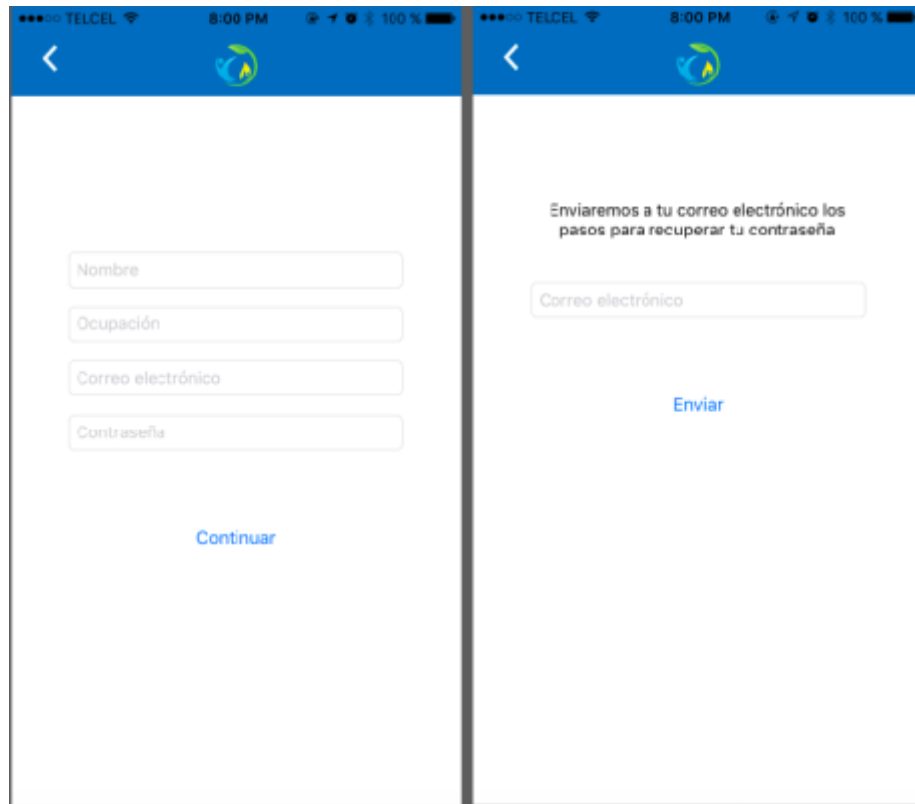 TELCEL 8:00 PM 100 %
Nombre
Ocupación
Correo electrónico
Contraseña
Continuar
TELCEL 8:00 PM 100 %
Enviaremos a tu correo electrónico los
pasos para recuperar tu contraseña
Correo electrónico
Enviar